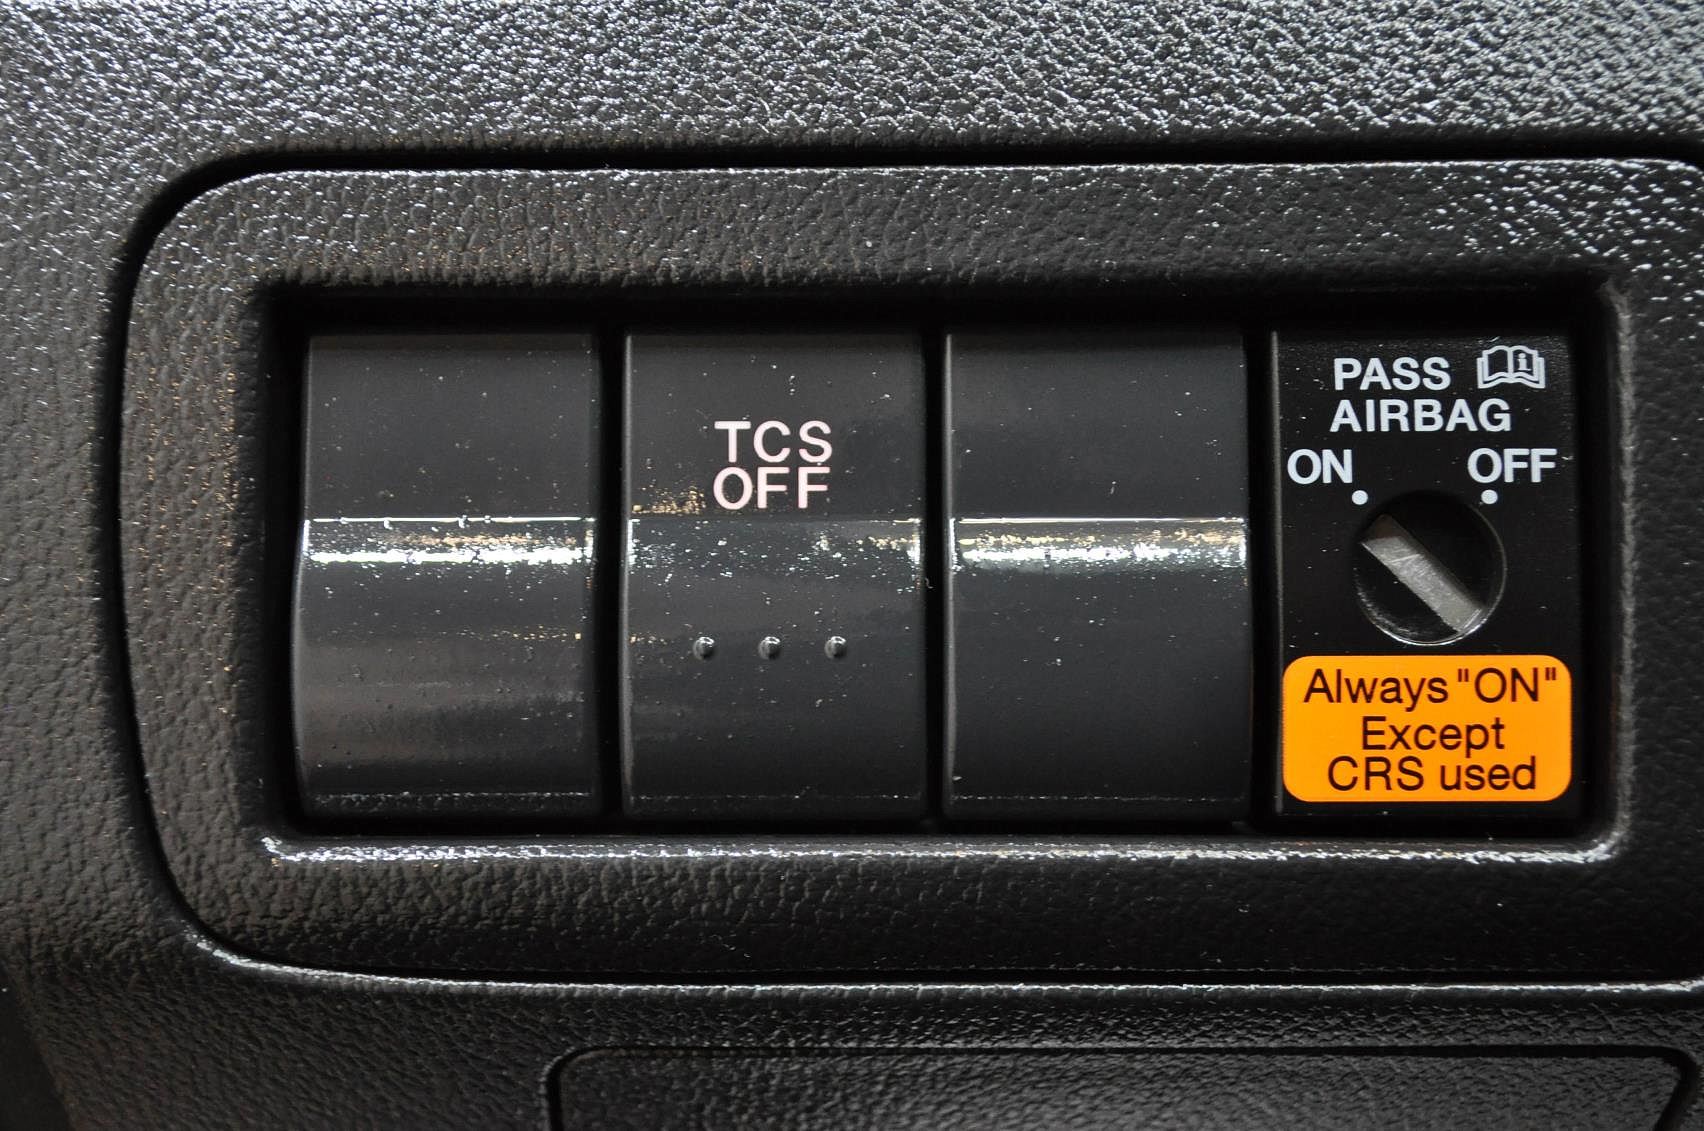 TCS
OFF
PASS
AIRBAG
ON OFF
Always "ON"
Except
CRS used